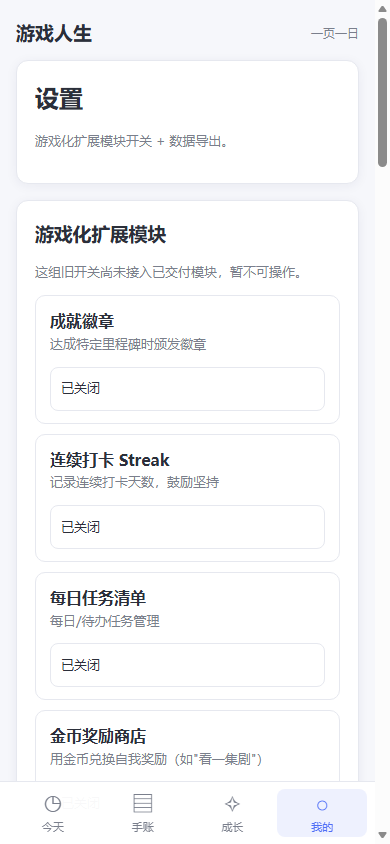 游戏人生
一页一日
设置
游戏化扩展模块开关 + 数据导出。
游戏化扩展模块
这组旧开关尚未接入已交付模块，暂不可操作。
成就徽章
达成特定里程碑时颁发徽章
已关闭
连续打卡 Streak
记录连续打卡天数，鼓励坚持
已关闭
每日任务清单
每日/待办任务管理
已关闭
金币奖励商店
用金币兑换自我奖励（如"看一集剧"）
已关闭
今天
手账
成长
我的